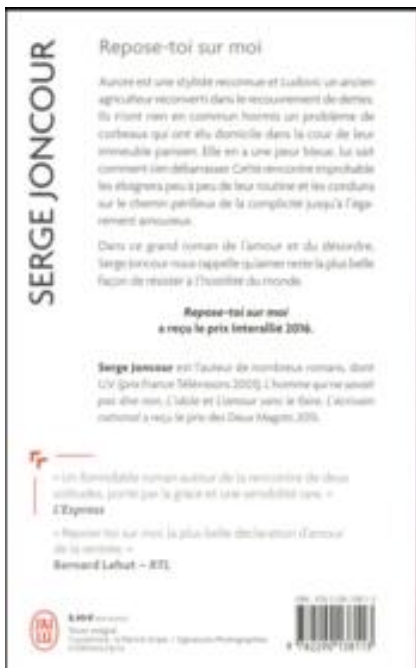 SERGE JONCOUR
Repose-toi sur moi
Aurore est une styliste reconnue et Ludovic un ancien
agriculteur reconverti dans le recouvrement de dettes.
Ils n'ont rien en commun hormis un problème de
corbeaux qui ont élu domicile dans la cour de leur
immeuble parisien. Elle en a une peur bleue, lui sait
comment s'en débarrasser. Cette rencontre improbable
les éloignera peu à peu de leur routine et les conduira
sur le chemin périlleux de la complicité jusqu'à l'éga-
rement amoureux.
Dans ce grand roman de l'amour et du désordre,
Serge Joncour nous rappelle qu'aimer reste la plus belle
façon de résister à l'hostilité du monde.
Repose-toi sur moi
a reçu le prix Interallié 2016.
Serge Joncour est l'auteur de nombreux romans, dont
U.V. (prix France Télévisions 2003), L'homme qui ne savait
pas dire non, L'idole et L'amour sans le faire. L'écrivain
national a reçu le prix des Deux Magots 2015.
« Un formidable roman autour de la rencontre de deux
solitudes, porté par la grâce et une sensibilité rare. »
L'Express
« Repose-toi sur moi, la plus belle déclaration d'amour
de la rentrée. »
Bernard Lehut – RTL
J'AI
LU
Texte intégral